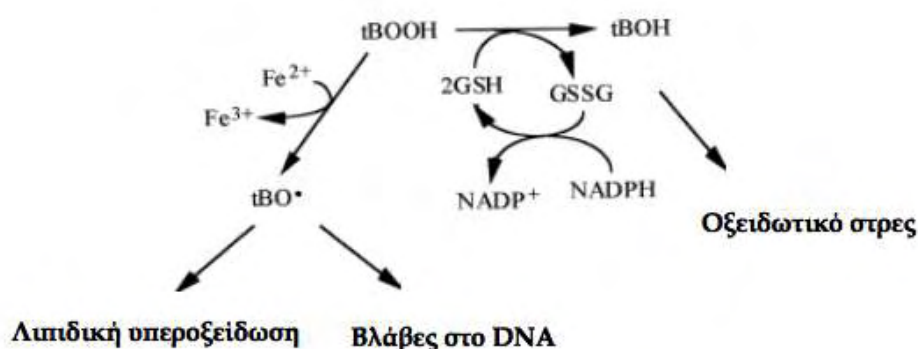 tBOOH tBOH
Fe²⁺ 2GSH GSSG
Fe³⁺
tBO• NADP⁺ NADPH
Οξειδωτικό στρες
Λιπιδική υπεροξείδωση Βλάβες στο DNA